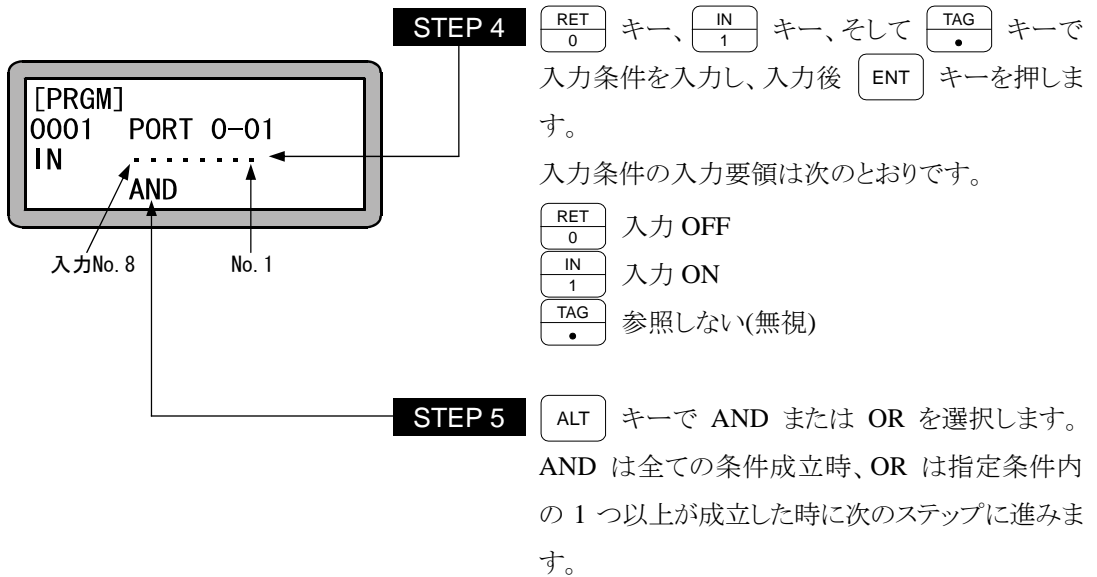 STEP 4
RET 0 キー、 IN 1 キー、そして TAG • キーで
入力条件を入力し、入力後 ENT キーを押しま
す。
入力条件の入力要領は次のとおりです。
RET 0 入力 OFF
IN 1 入力 ON
TAG • 参照しない(無視)
[PRGM]
0001 PORT 0-01
IN ........
AND
入力No.8 No.1
STEP 5
ALT キーで AND または OR を選択します。
AND は全ての条件成立時、OR は指定条件内
の 1 つ以上が成立した時に次のステップに進みま
す。